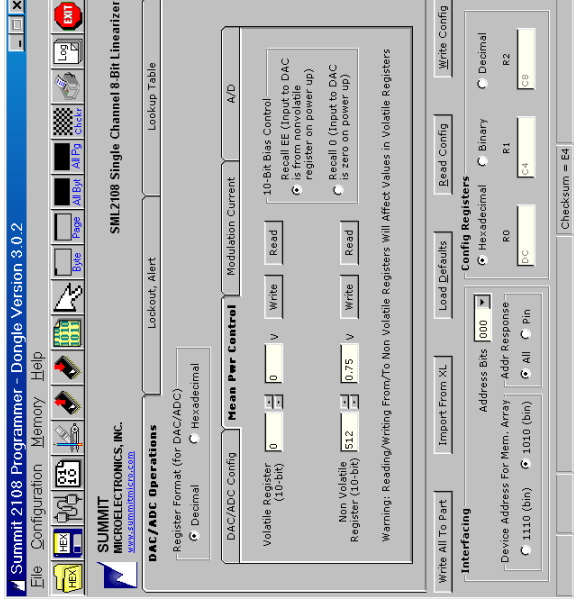 Summit 2108 Programmer - Dongle Version 3.0.2
File Configuration Memory Help
HEX HEX Byte Page All Byt All Pg Chckr Log EXIT
SUMMIT
MICROELECTRONICS, INC.
www.summitmicro.com
SML2108 Single Channel 8-Bit Linearizer
DAC/ADC Operations Lockout, Alert Lookup Table
Register Format (for DAC/ADC)
Decimal Hexadecimal
DAC/ADC Config Mean Pwr Control Modulation Current A/D
Volatile Register
(10-bit)
0 0 V Write Read
Non Volatile
Register (10-bit)
512 0.75 V Write Read
10-Bit Bias Control
Recall EE (Input to DAC
is from nonvolatile
register on power up)
Recall 0 (Input to DAC
is zero on power up)
Warning: Reading/Writing From/To Non Volatile Registers Will Affect Values in Volatile Registers
Write All To Part Import From XL Load Defaults Read Config Write Config
Interfacing
Address Bits 000
Device Address For Mem. Array
1110 (bin) 1010 (bin)
Addr Response
All Pin
Config Registers
Hexadecimal Binary Decimal
R0 R1 R2
DC C4 C8
Checksum = E4